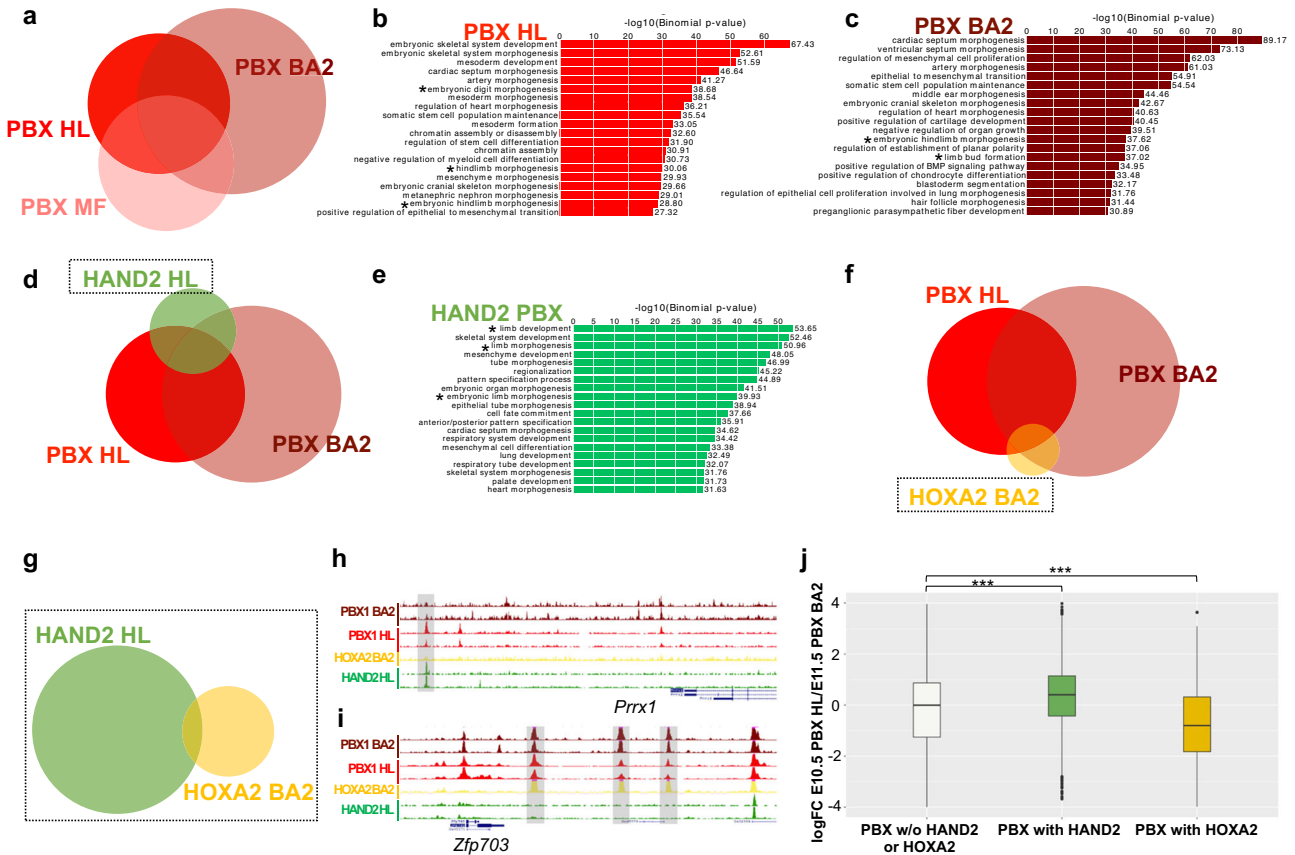 a
PBX BA2
PBX HL
PBX MF
b
PBX HL
-log10(Binomial p-value)
0 10 20 30 40 50 60
embryonic skeletal system development 67.43
embryonic skeletal system morphogenesis 52.61
mesoderm development 51.59
cardiac septum morphogenesis 46.64
artery morphogenesis 41.27
* embryonic digit morphogenesis 38.68
mesoderm morphogenesis 38.54
regulation of heart morphogenesis 36.21
somatic stem cell population maintenance 35.54
mesoderm formation 33.05
chromatin assembly or disassembly 32.60
regulation of stem cell differentiation 31.90
chromatin assembly 30.91
negative regulation of myeloid cell differentiation 30.73
* hindlimb morphogenesis 30.06
mesenchyme morphogenesis 29.93
embryonic cranial skeleton morphogenesis 29.66
metanephric nephron morphogenesis 29.01
* embryonic hindlimb morphogenesis 28.80
positive regulation of epithelial to mesenchymal transition 27.32
c
PBX BA2
-log10(Binomial p-value)
0 10 20 30 40 50 60 70 80
cardiac septum morphogenesis 89.17
ventricular septum morphogenesis 73.13
regulation of mesenchymal cell proliferation 62.03
artery morphogenesis 61.03
epithelial to mesenchymal transition 54.91
somatic stem cell population maintenance 54.54
middle ear morphogenesis 44.46
embryonic cranial skeleton morphogenesis 42.67
regulation of heart morphogenesis 40.63
positive regulation of cartilage development 40.45
negative regulation of organ growth 39.51
* embryonic hindlimb morphogenesis 37.62
regulation of establishment of planar polarity 37.06
* limb bud formation 37.02
positive regulation of BMP signaling pathway 34.95
positive regulation of chondrocyte differentiation 33.48
blastoderm segmentation 32.17
regulation of epithelial cell proliferation involved in lung morphogenesis 31.76
hair follicle morphogenesis 31.44
preganglionic parasympathetic fiber development 30.89
d
HAND2 HL
PBX HL
PBX BA2
e
HAND2 PBX
-log10(Binomial p-value)
0 5 10 15 20 25 30 35 40 45 50
* limb development 53.65
skeletal system development 52.46
* limb morphogenesis 50.96
mesenchyme development 48.05
tube morphogenesis 46.99
regionalization 45.22
pattern specification process 44.89
embryonic organ morphogenesis 41.51
* embryonic limb morphogenesis 39.93
epithelial tube morphogenesis 38.94
cell fate commitment 37.66
anterior/posterior pattern specification 35.91
cardiac septum morphogenesis 34.62
respiratory system development 34.42
mesenchymal cell differentiation 33.38
lung development 32.49
respiratory tube development 32.07
skeletal system morphogenesis 31.76
palate development 31.73
heart morphogenesis 31.63
f
PBX HL
PBX BA2
HOXA2 BA2
g
HAND2 HL
HOXA2 BA2
h
PBX1 BA2
PBX1 HL
HOXA2 BA2
HAND2 HL
Prrx1
i
PBX1 BA2
PBX1 HL
HOXA2 BA2
HAND2 HL
Zfp703
j
***
***
logFC E10.5 PBX HL/E11.5 PBX BA2
4
2
0
-2
-4
PBX w/o HAND2 or HOXA2
PBX with HAND2
PBX with HOXA2